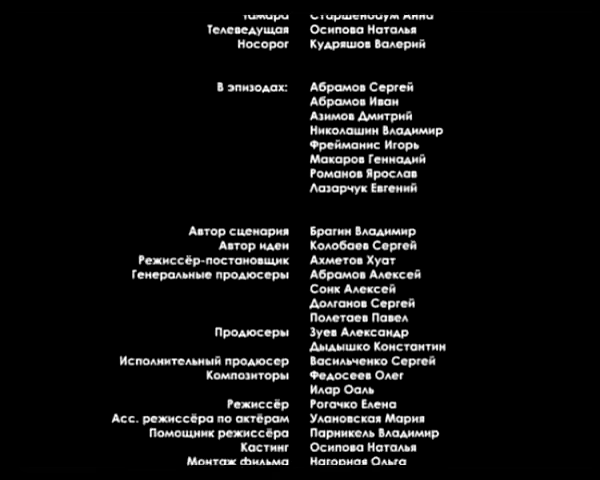 Тамара Старшенбаум Анна
Телеведущая Осипова Наталья
Носорог Кудряшов Валерий
В эпизодах: Абрамов Сергей
Абрамов Иван
Азимов Дмитрий
Николашин Владимир
Фрейманис Игорь
Макаров Геннадий
Романов Ярослав
Лазарчук Евгений
Автор сценария Брагин Владимир
Автор идеи Колобаев Сергей
Режиссёр-постановщик Ахметов Хуат
Генеральные продюсеры Абрамов Алексей
Сонк Алексей
Долганов Сергей
Полетаев Павел
Продюсеры Зуев Александр
Дыдышко Константин
Исполнительный продюсер Васильченко Сергей
Композиторы Федосеев Олег
Илар Оаль
Режиссёр Рогачко Елена
Асс. режиссёра по актёрам Улановская Мария
Помощник режиссёра Парникель Владимир
Кастинг Осипова Наталья
Монтаж фильма Нагорная Ольга